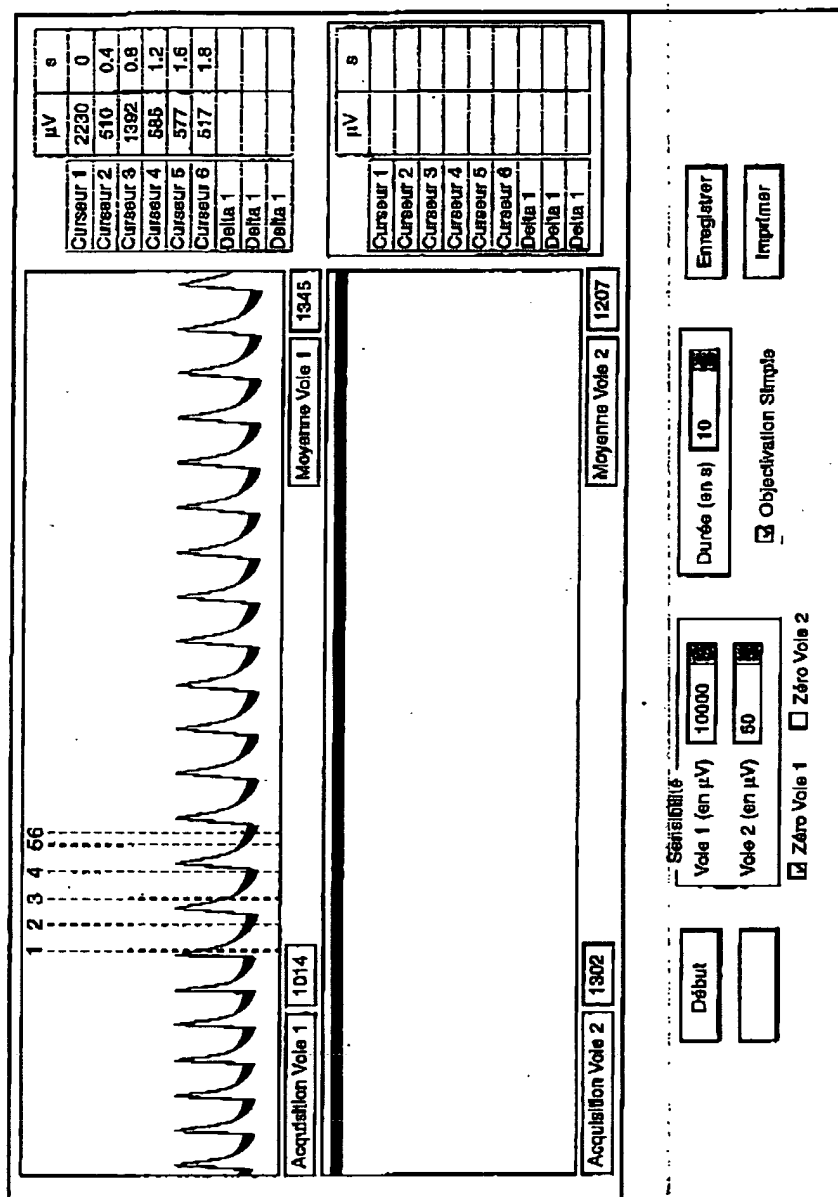 1 2 3 4 56
µV s
Curseur 1 2230 0
Curseur 2 510 0.4
Curseur 3 1392 0.8
Curseur 4 585 1.2
Curseur 5 577 1.6
Curseur 6 517 1.8
Delta 1
Delta 1
Delta 1
Acquisition Voie 1 1014 Moyenne Voie 1 1345
µV s
Curseur 1
Curseur 2
Curseur 3
Curseur 4
Curseur 5
Curseur 6
Delta 1
Delta 1
Delta 1
Acquisition Voie 2 1302 Moyenne Voie 2 1207
Début
Sensibilité
Voie 1 (en µV) 10000
Voie 2 (en µV) 50
Zéro Voie 1 Zéro Voie 2
Durée (en s) 10
Objectivation Simple
Enregistrer
Imprimer